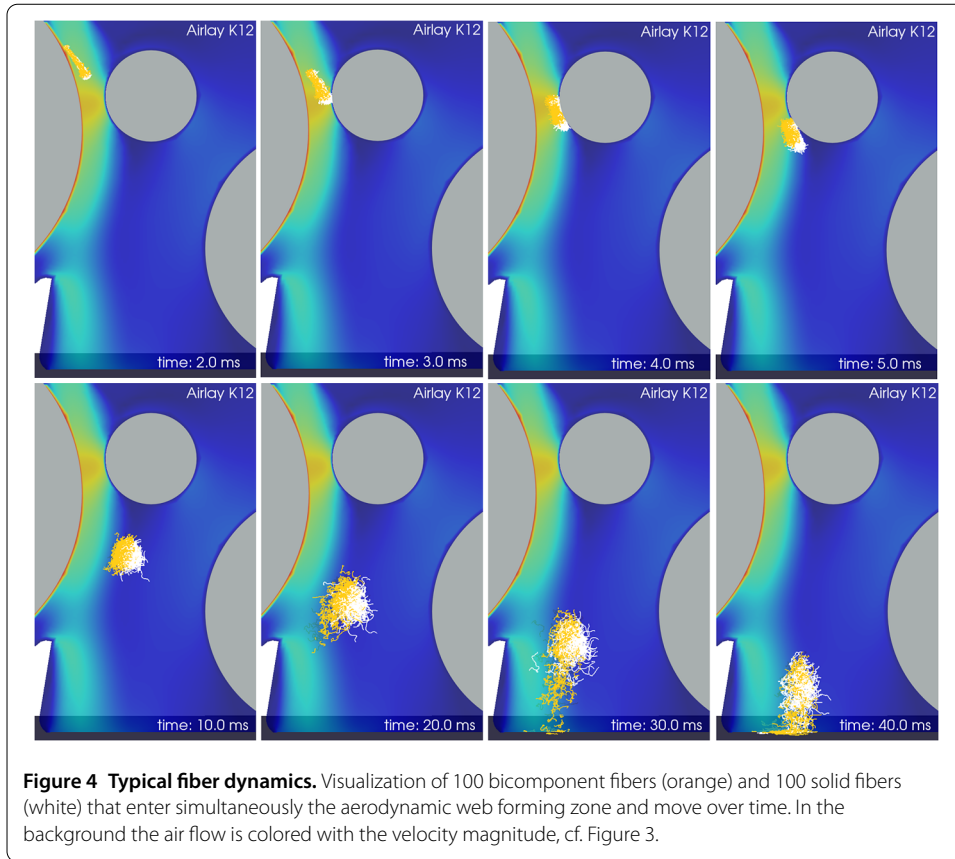 Airlay K12
Airlay K12
Airlay K12
Airlay K12
time: 2.0 ms
time: 3.0 ms
time: 4.0 ms
time: 5.0 ms
Airlay K12
Airlay K12
Airlay K12
Airlay K12
time: 10.0 ms
time: 20.0 ms
time: 30.0 ms
time: 40.0 ms
Figure 4 Typical fiber dynamics. Visualization of 100 bicomponent fibers (orange) and 100 solid fibers
(white) that enter simultaneously the aerodynamic web forming zone and move over time. In the
background the air flow is colored with the velocity magnitude, cf. Figure 3.